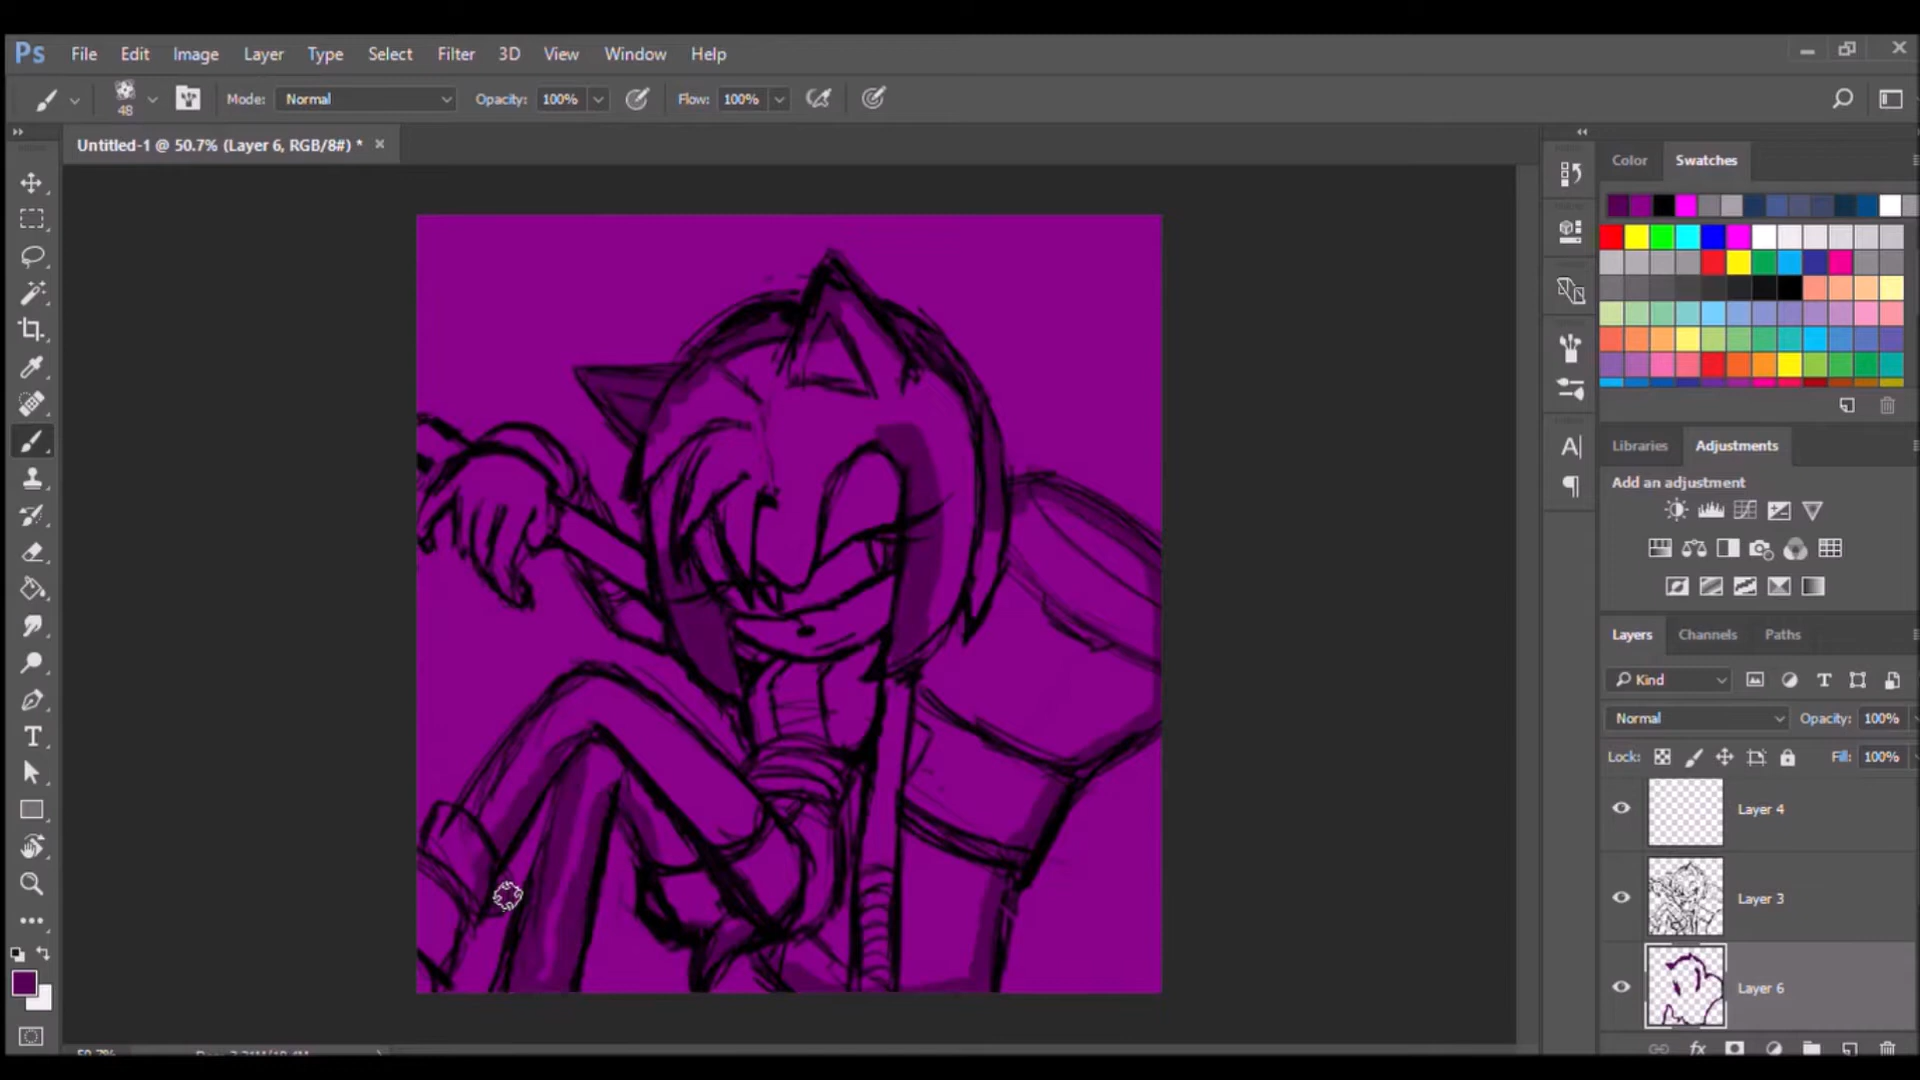 Ps File Edit Image Layer Type Select Filter 3D View Window Help
48 Mode: Normal Opacity: 100% Flow: 100%
Untitled-1 @ 50.7% (Layer 6, RGB/8#) * ×
Color Swatches
Libraries Adjustments
Add an adjustment
Layers Channels Paths
Kind
Normal Opacity: 100%
Lock: Fill: 100%
Layer 4
Layer 3
Layer 6